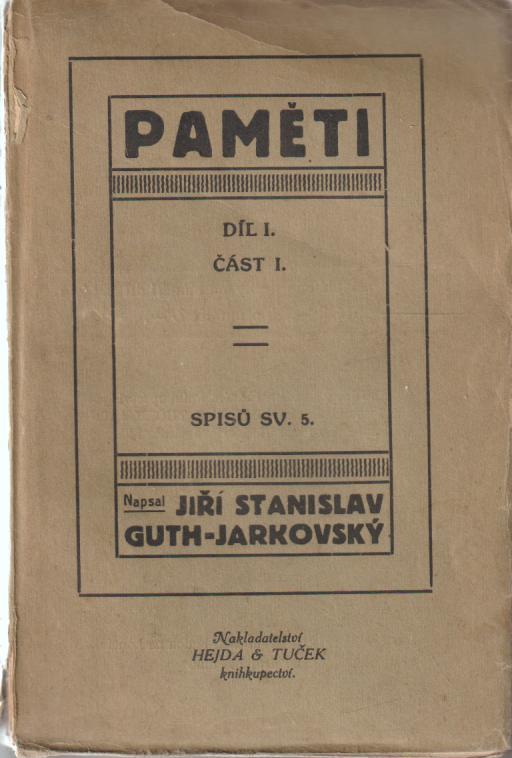 PAMĚTI
DÍL I.
ČÁST I.
SPISŮ SV. 5.
Napsal JIŘÍ STANISLAV
GUTH-JARKOVSKÝ
Nakladatelství
HEJDA & TUČEK
knihkupectví.